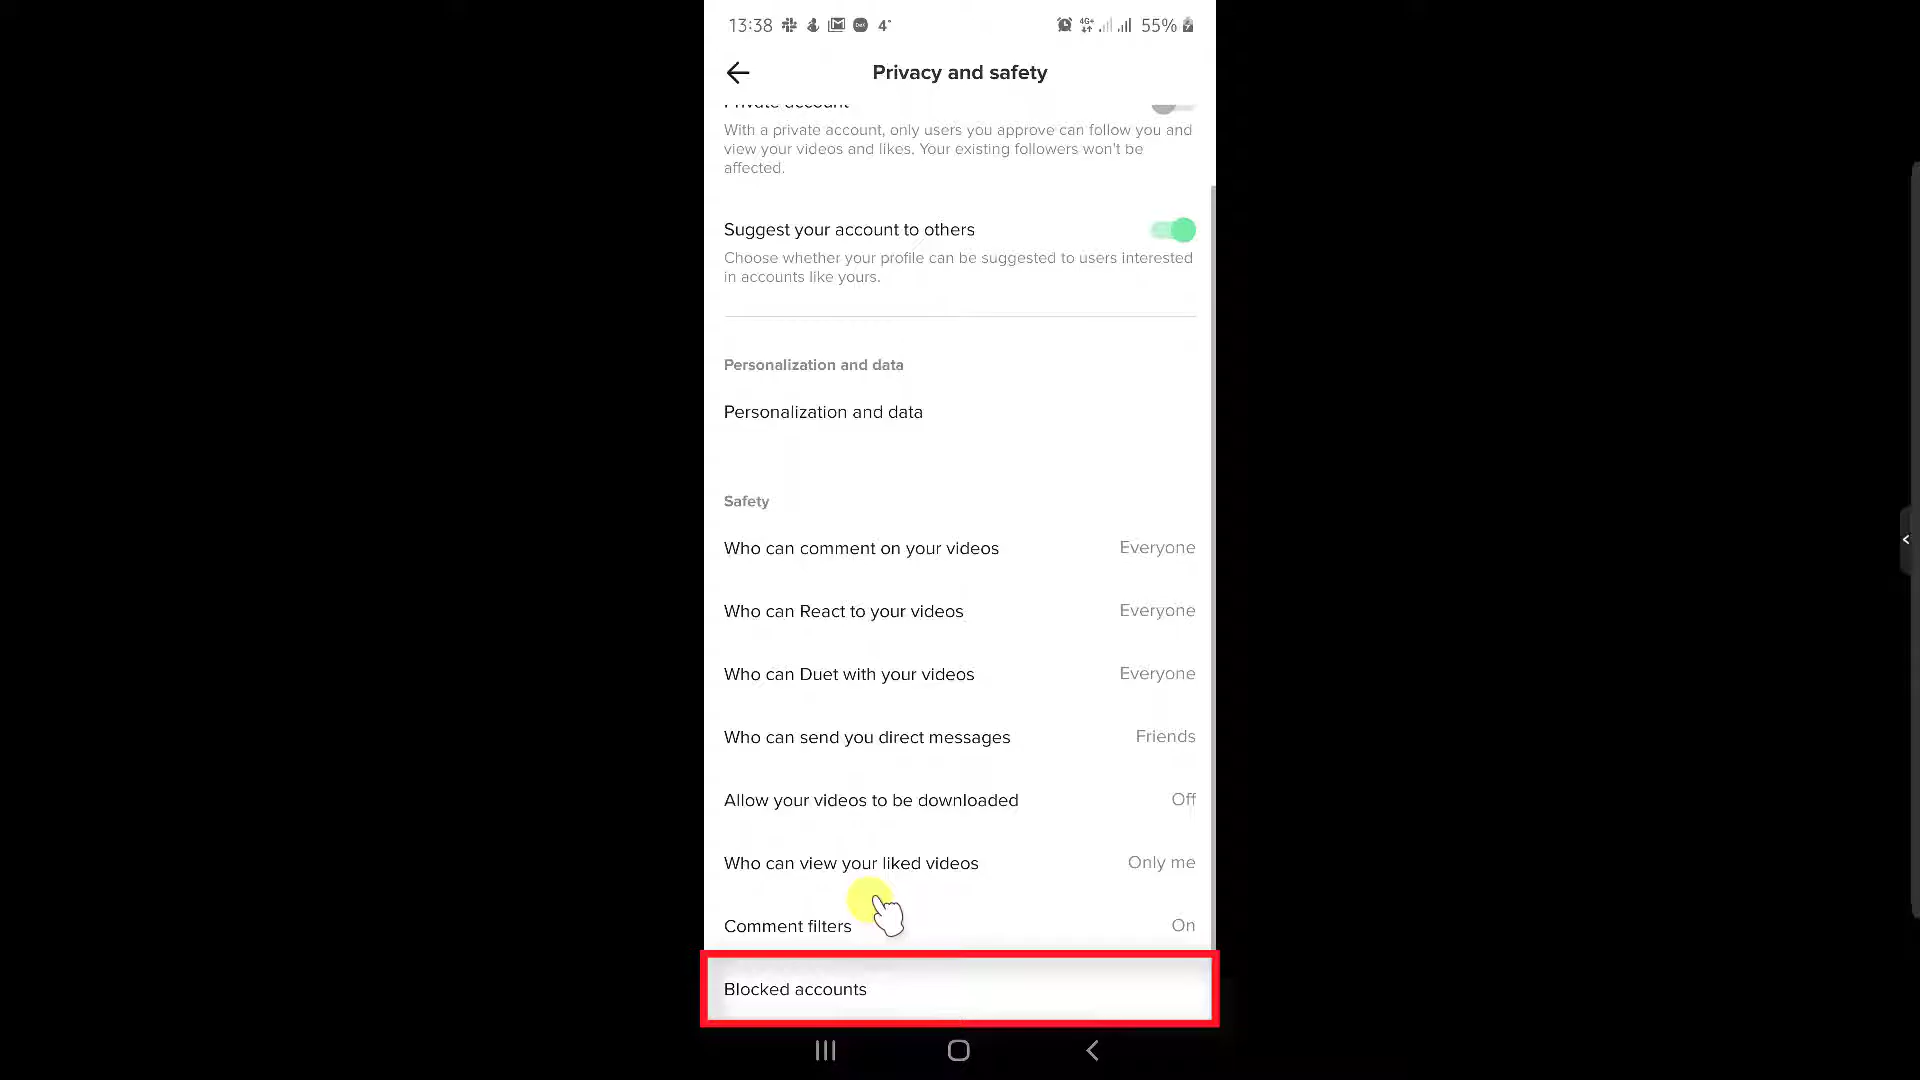 13:38 4°
4G+ 55%
Privacy and safety
Private account
With a private account, only users you approve can follow you and
view your videos and likes. Your existing followers won't be
affected.
Suggest your account to others
Choose whether your profile can be suggested to users interested
in accounts like yours.
Personalization and data
Personalization and data
Safety
Who can comment on your videos Everyone
Who can React to your videos Everyone
Who can Duet with your videos Everyone
Who can send you direct messages Friends
Allow your videos to be downloaded Off
Who can view your liked videos Only me
Comment filters On
Blocked accounts